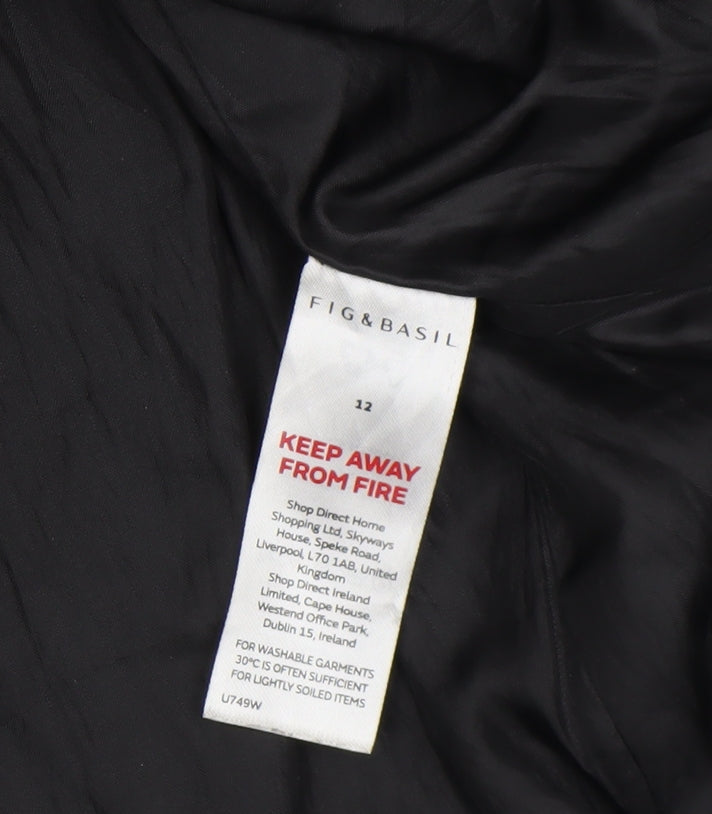 FIG&BASIL
12
KEEP AWAY
FROM FIRE
Shop Direct Home
Shopping Ltd, Skyways
House, Speke Road,
Liverpool, L70 1AB, United
Kingdom
Shop Direct Ireland
Limited, Cape House,
Westend Office Park,
Dublin 15, Ireland
FOR WASHABLE GARMENTS
30°C IS OFTEN SUFFICIENT
FOR LIGHTLY SOILED ITEMS
U749W